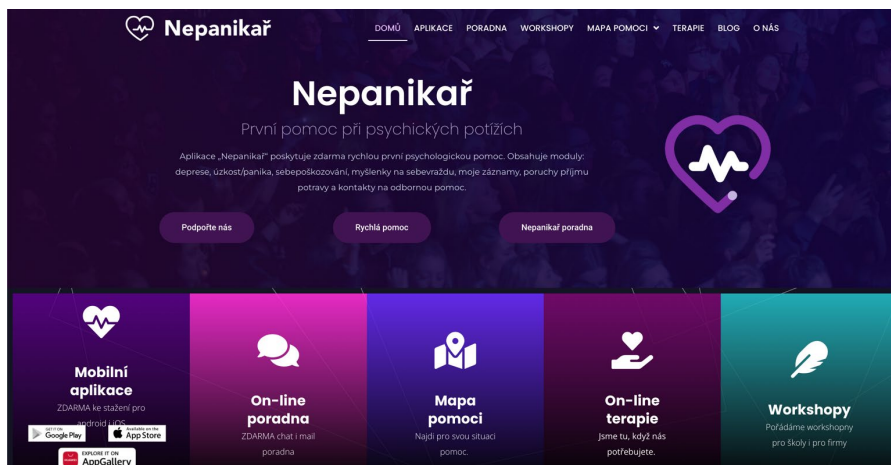 Nepanikař
DOMŮ APLIKACE PORADNA WORKSHOPY MAPA POMOCI TERAPIE BLOG O NÁS
Nepanikař
První pomoc při psychických potížích
Aplikace „Nepanikař“ poskytuje zdarma rychlou první psychologickou pomoc. Obsahuje moduly:
deprese, úzkost/panika, sebepoškozování, myšlenky na sebevraždu, moje záznamy, poruchy příjmu
potravy a kontakty na odbornou pomoc.
Podpořte nás
Rychlá pomoc
Nepanikař poradna
Mobilní
aplikace
ZDARMA ke stažení pro
android i iOS
GET IT ON
Google Play
Available on the
App Store
EXPLORE IT ON
AppGallery
On-line
poradna
ZDARMA chat i mail
poradna
Mapa
pomoci
Najdi pro svou situaci
pomoc.
On-line
terapie
Jsme tu, když nás
potřebujete.
Workshopy
Pořádáme workshopny
pro školy i pro firmy